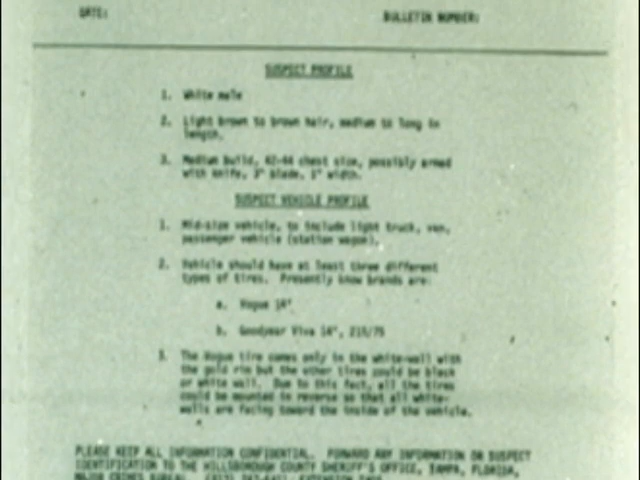 DATE: BULLETIN NUMBER:
SUSPECT PROFILE
1. White male
2. Light brown to brown hair, medium to long in
length.
3. Medium build, 42-44 chest size, possibly armed
with knife, 3" blade, 1" width.
SUSPECT VEHICLE PROFILE
1. Mid-size vehicle, to include light truck, van,
passenger vehicle (station wagon).
2. Vehicle should have at least three different
types of tires. Presently know brands are:
a. Vogue 14"
b. Goodyear Viva 14", 215/75
3. The Vogue tire comes only in the white-wall with
the gold rim but the other tires could be black
or white wall. Due to this fact, all the tires
could be mounted in reverse so that all white-
walls are facing toward the inside of the vehicle.
PLEASE KEEP ALL INFORMATION CONFIDENTIAL. FORWARD ANY INFORMATION OR SUSPECT
IDENTIFICATION TO THE HILLSBOROUGH COUNTY SHERIFF'S OFFICE, TAMPA, FLORIDA,
MAJOR CRIMES BUREAU